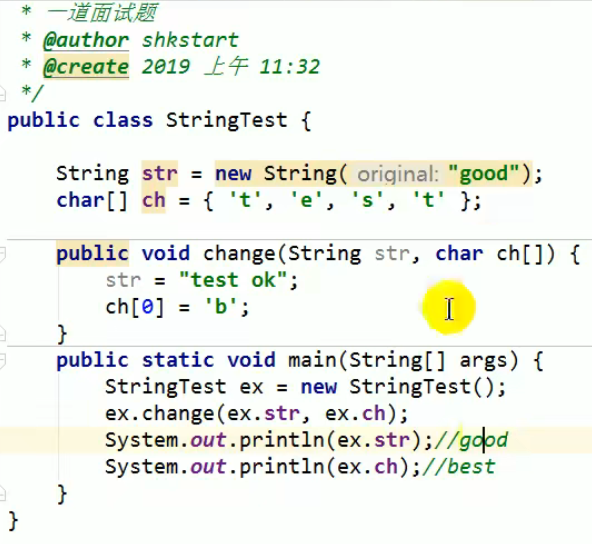 * 一道面试题
* @author shkstart
* @create 2019 上午 11:32
*/
public class StringTest {
String str = new String( original: "good");
char[] ch = { 't', 'e', 's', 't' };
public void change(String str, char ch[]) {
str = "test ok";
ch[0] = 'b';
}
public static void main(String[] args) {
StringTest ex = new StringTest();
ex.change(ex.str, ex.ch);
System.out.println(ex.str);//good
System.out.println(ex.ch);//best
}
}